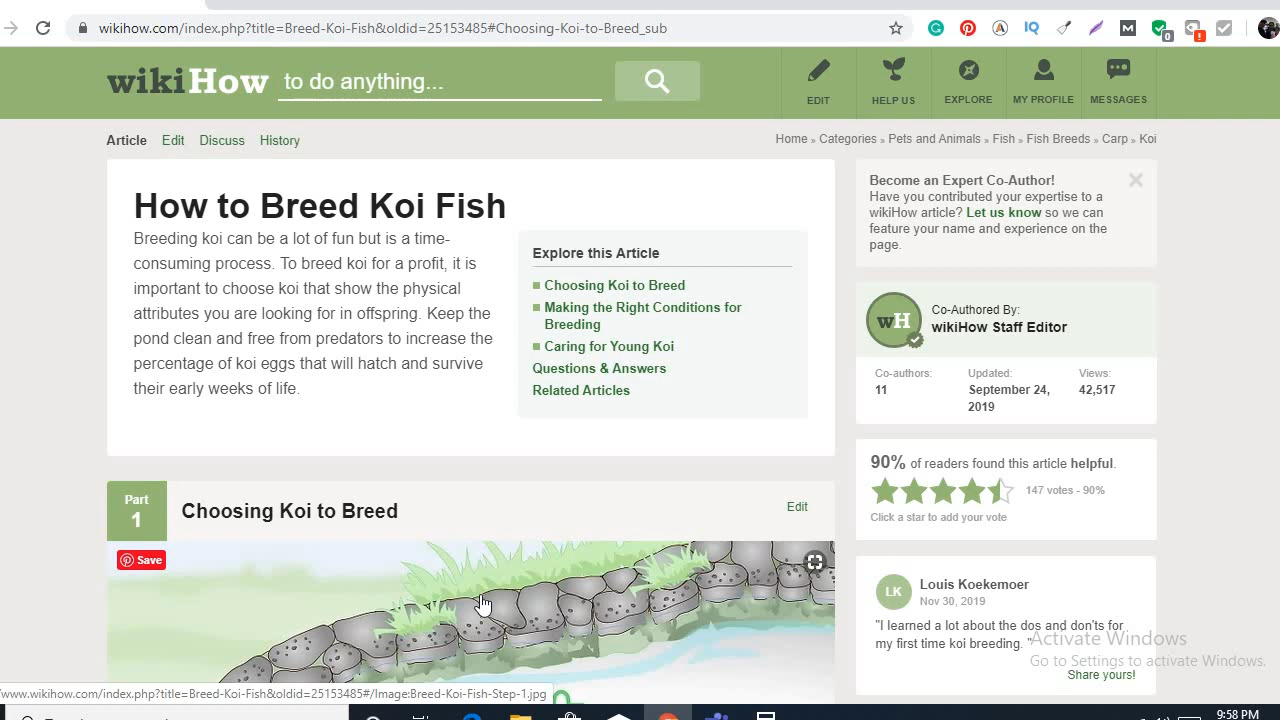 wikihow.com/index.php?title=Breed-Koi-Fish&oldid=25153485#Choosing-Koi-to-Breed_sub
wikiHow to do anything...
EDIT
HELP US
EXPLORE
MY PROFILE
MESSAGES
Article Edit Discuss History
Home » Categories » Pets and Animals » Fish » Fish Breeds » Carp » Koi
How to Breed Koi Fish
Breeding koi can be a lot of fun but is a time-
consuming process. To breed koi for a profit, it is
important to choose koi that show the physical
attributes you are looking for in offspring. Keep the
pond clean and free from predators to increase the
percentage of koi eggs that will hatch and survive
their early weeks of life.
Explore this Article
Choosing Koi to Breed
Making the Right Conditions for
Breeding
Caring for Young Koi
Questions & Answers
Related Articles
Become an Expert Co-Author!
Have you contributed your expertise to a
wikiHow article? Let us know so we can
feature your name and experience on the
page.
wH
Co-Authored By:
wikiHow Staff Editor
Co-authors:
11
Updated:
September 24,
2019
Views:
42,517
90% of readers found this article helpful.
147 votes - 90%
Click a star to add your vote
Part
1
Choosing Koi to Breed
Edit
Save
LK
Louis Koekemoer
Nov 30, 2019
"I learned a lot about the dos and don'ts for
my first time koi breeding. "
Share yours!
Activate Windows
Go to Settings to activate Windows.
/www.wikihow.com/index.php?title=Breed-Koi-Fish&oldid=25153485#/Image:Breed-Koi-Fish-Step-1.jpg
9:58 PM